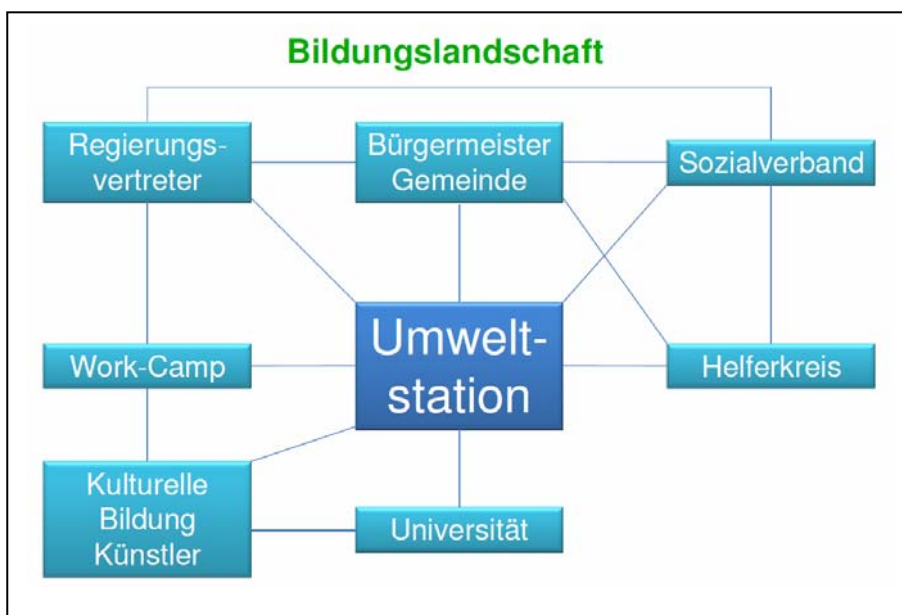 Bildungslandschaft
Regierungs-
vertreter
Bürgermeister
Gemeinde
Sozialverband
Umwelt-
station
Work-Camp
Helferkreis
Kulturelle
Bildung
Künstler
Universität